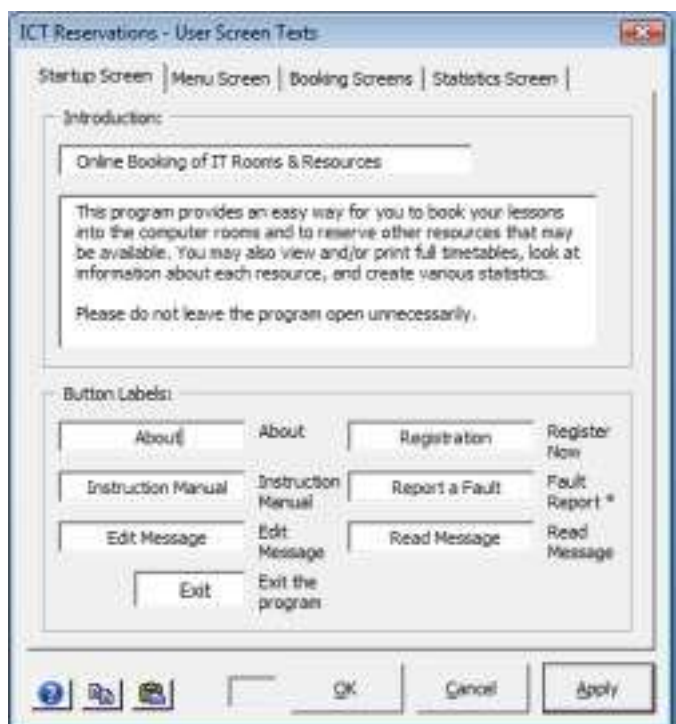 ICT Reservations - User Screen Texts
Startup Screen | Menu Screen | Booking Screens | Statistics Screen |
Introduction:
Online Booking of IT Rooms & Resources
This program provides an easy way for you to book your lessons
into the computer rooms and to reserve other resources that may
be available. You may also view and/or print full timetables, look at
information about each resource, and create various statistics.
Please do not leave the program open unnecessarily.
Button Labels:
About About Registration Register Now
Instruction Manual Instruction Manual Report a Fault Fault Report *
Edit Message Edit Message Read Message Read Message
Exit Exit the program
OK Cancel Apply